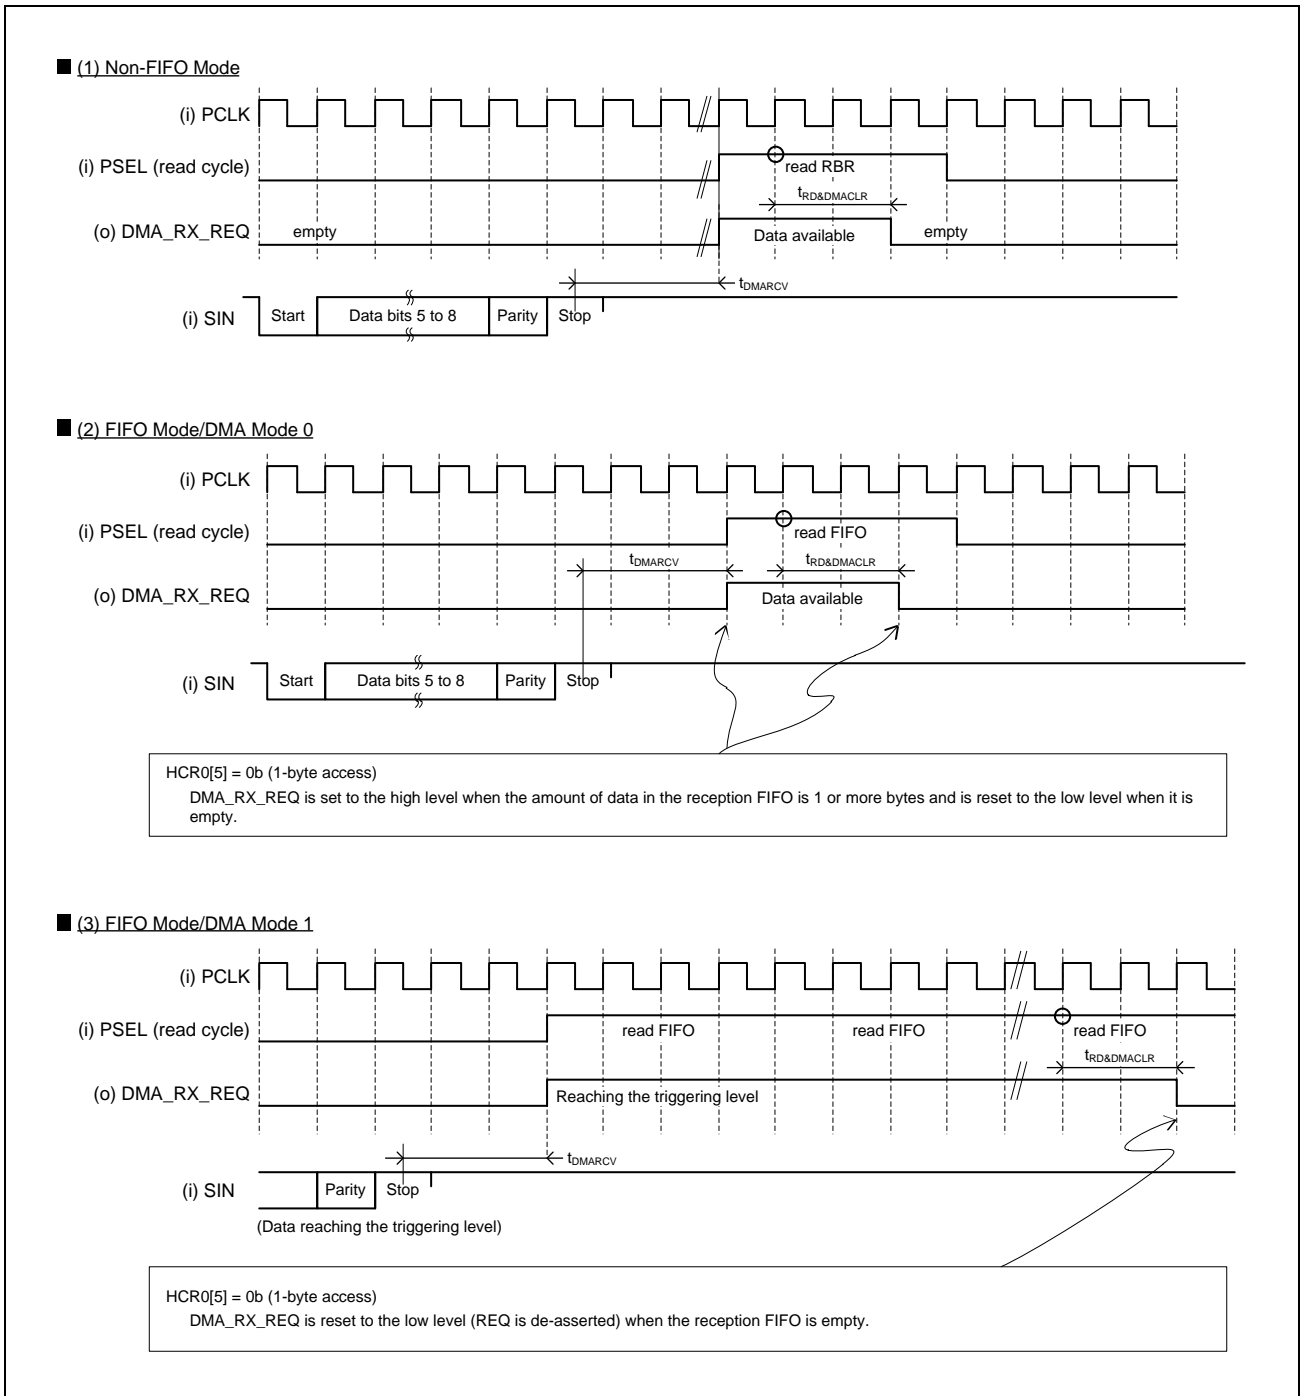 ■ (1) Non-FIFO Mode
(i) PCLK
(i) PSEL (read cycle)
read RBR
tRD&DMACLR
(o) DMA_RX_REQ
empty
Data available
empty
tDMARCV
(i) SIN
Start
Data bits 5 to 8
Parity
Stop
■ (2) FIFO Mode/DMA Mode 0
(i) PCLK
(i) PSEL (read cycle)
read FIFO
tDMARCV
tRD&DMACLR
(o) DMA_RX_REQ
Data available
(i) SIN
Start
Data bits 5 to 8
Parity
Stop
HCR0[5] = 0b (1-byte access)
DMA_RX_REQ is set to the high level when the amount of data in the reception FIFO is 1 or more bytes and is reset to the low level when it is
empty.
■ (3) FIFO Mode/DMA Mode 1
(i) PCLK
(i) PSEL (read cycle)
read FIFO
read FIFO
read FIFO
tRD&DMACLR
(o) DMA_RX_REQ
Reaching the triggering level
tDMARCV
(i) SIN
Parity
Stop
(Data reaching the triggering level)
HCR0[5] = 0b (1-byte access)
DMA_RX_REQ is reset to the low level (REQ is de-asserted) when the reception FIFO is empty.